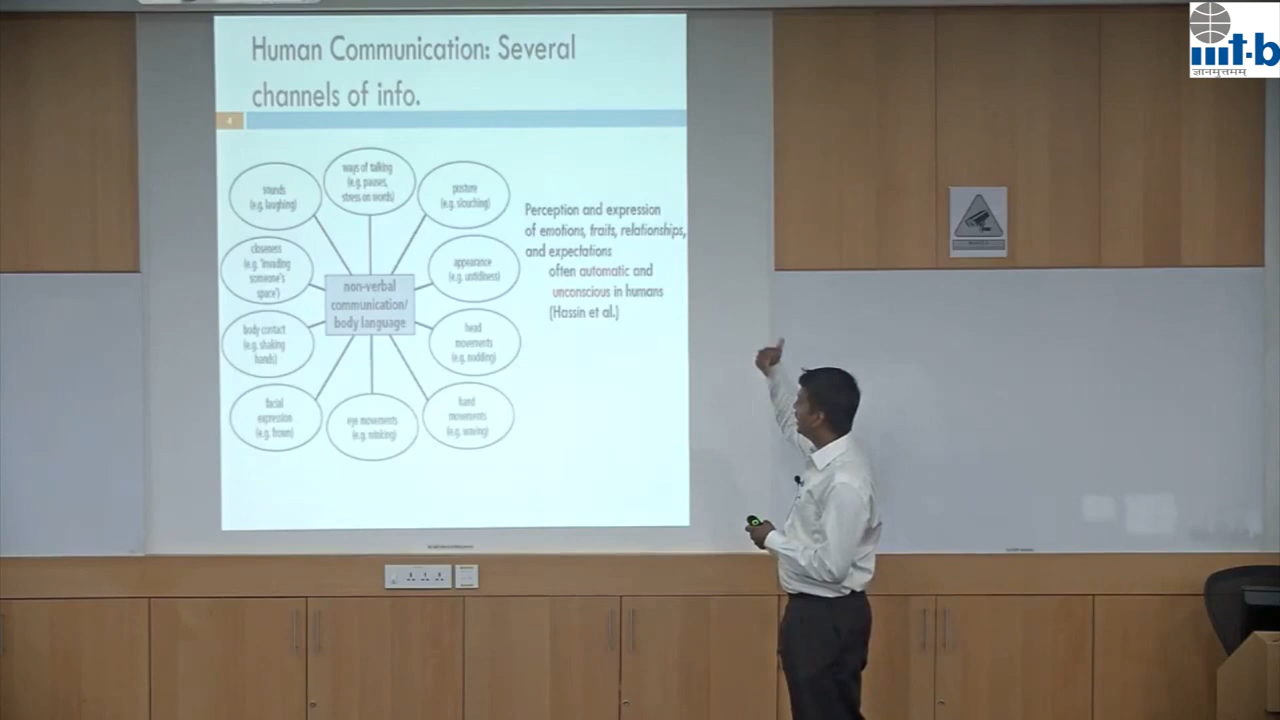 Human Communication: Several
channels of info.
4
ways of talking
(e.g. pauses,
stress on words)
sounds
(e.g. laughing)
posture
(e.g. slouching)
closeness
(e.g. 'invading
someone's
space')
appearance
(e.g. untidiness)
non-verbal
communication/
body language
body contact
(e.g. shaking
hands)
head
movements
(e.g. nodding)
facial
expression
(e.g. frown)
eye movements
(e.g. winking)
hand
movements
(e.g. waving)
Perception and expression
of emotions, traits, relationships,
and expectations
often automatic and
unconscious in humans
(Hassin et al.)
iiit-b
ज्ञानमुत्तमम्